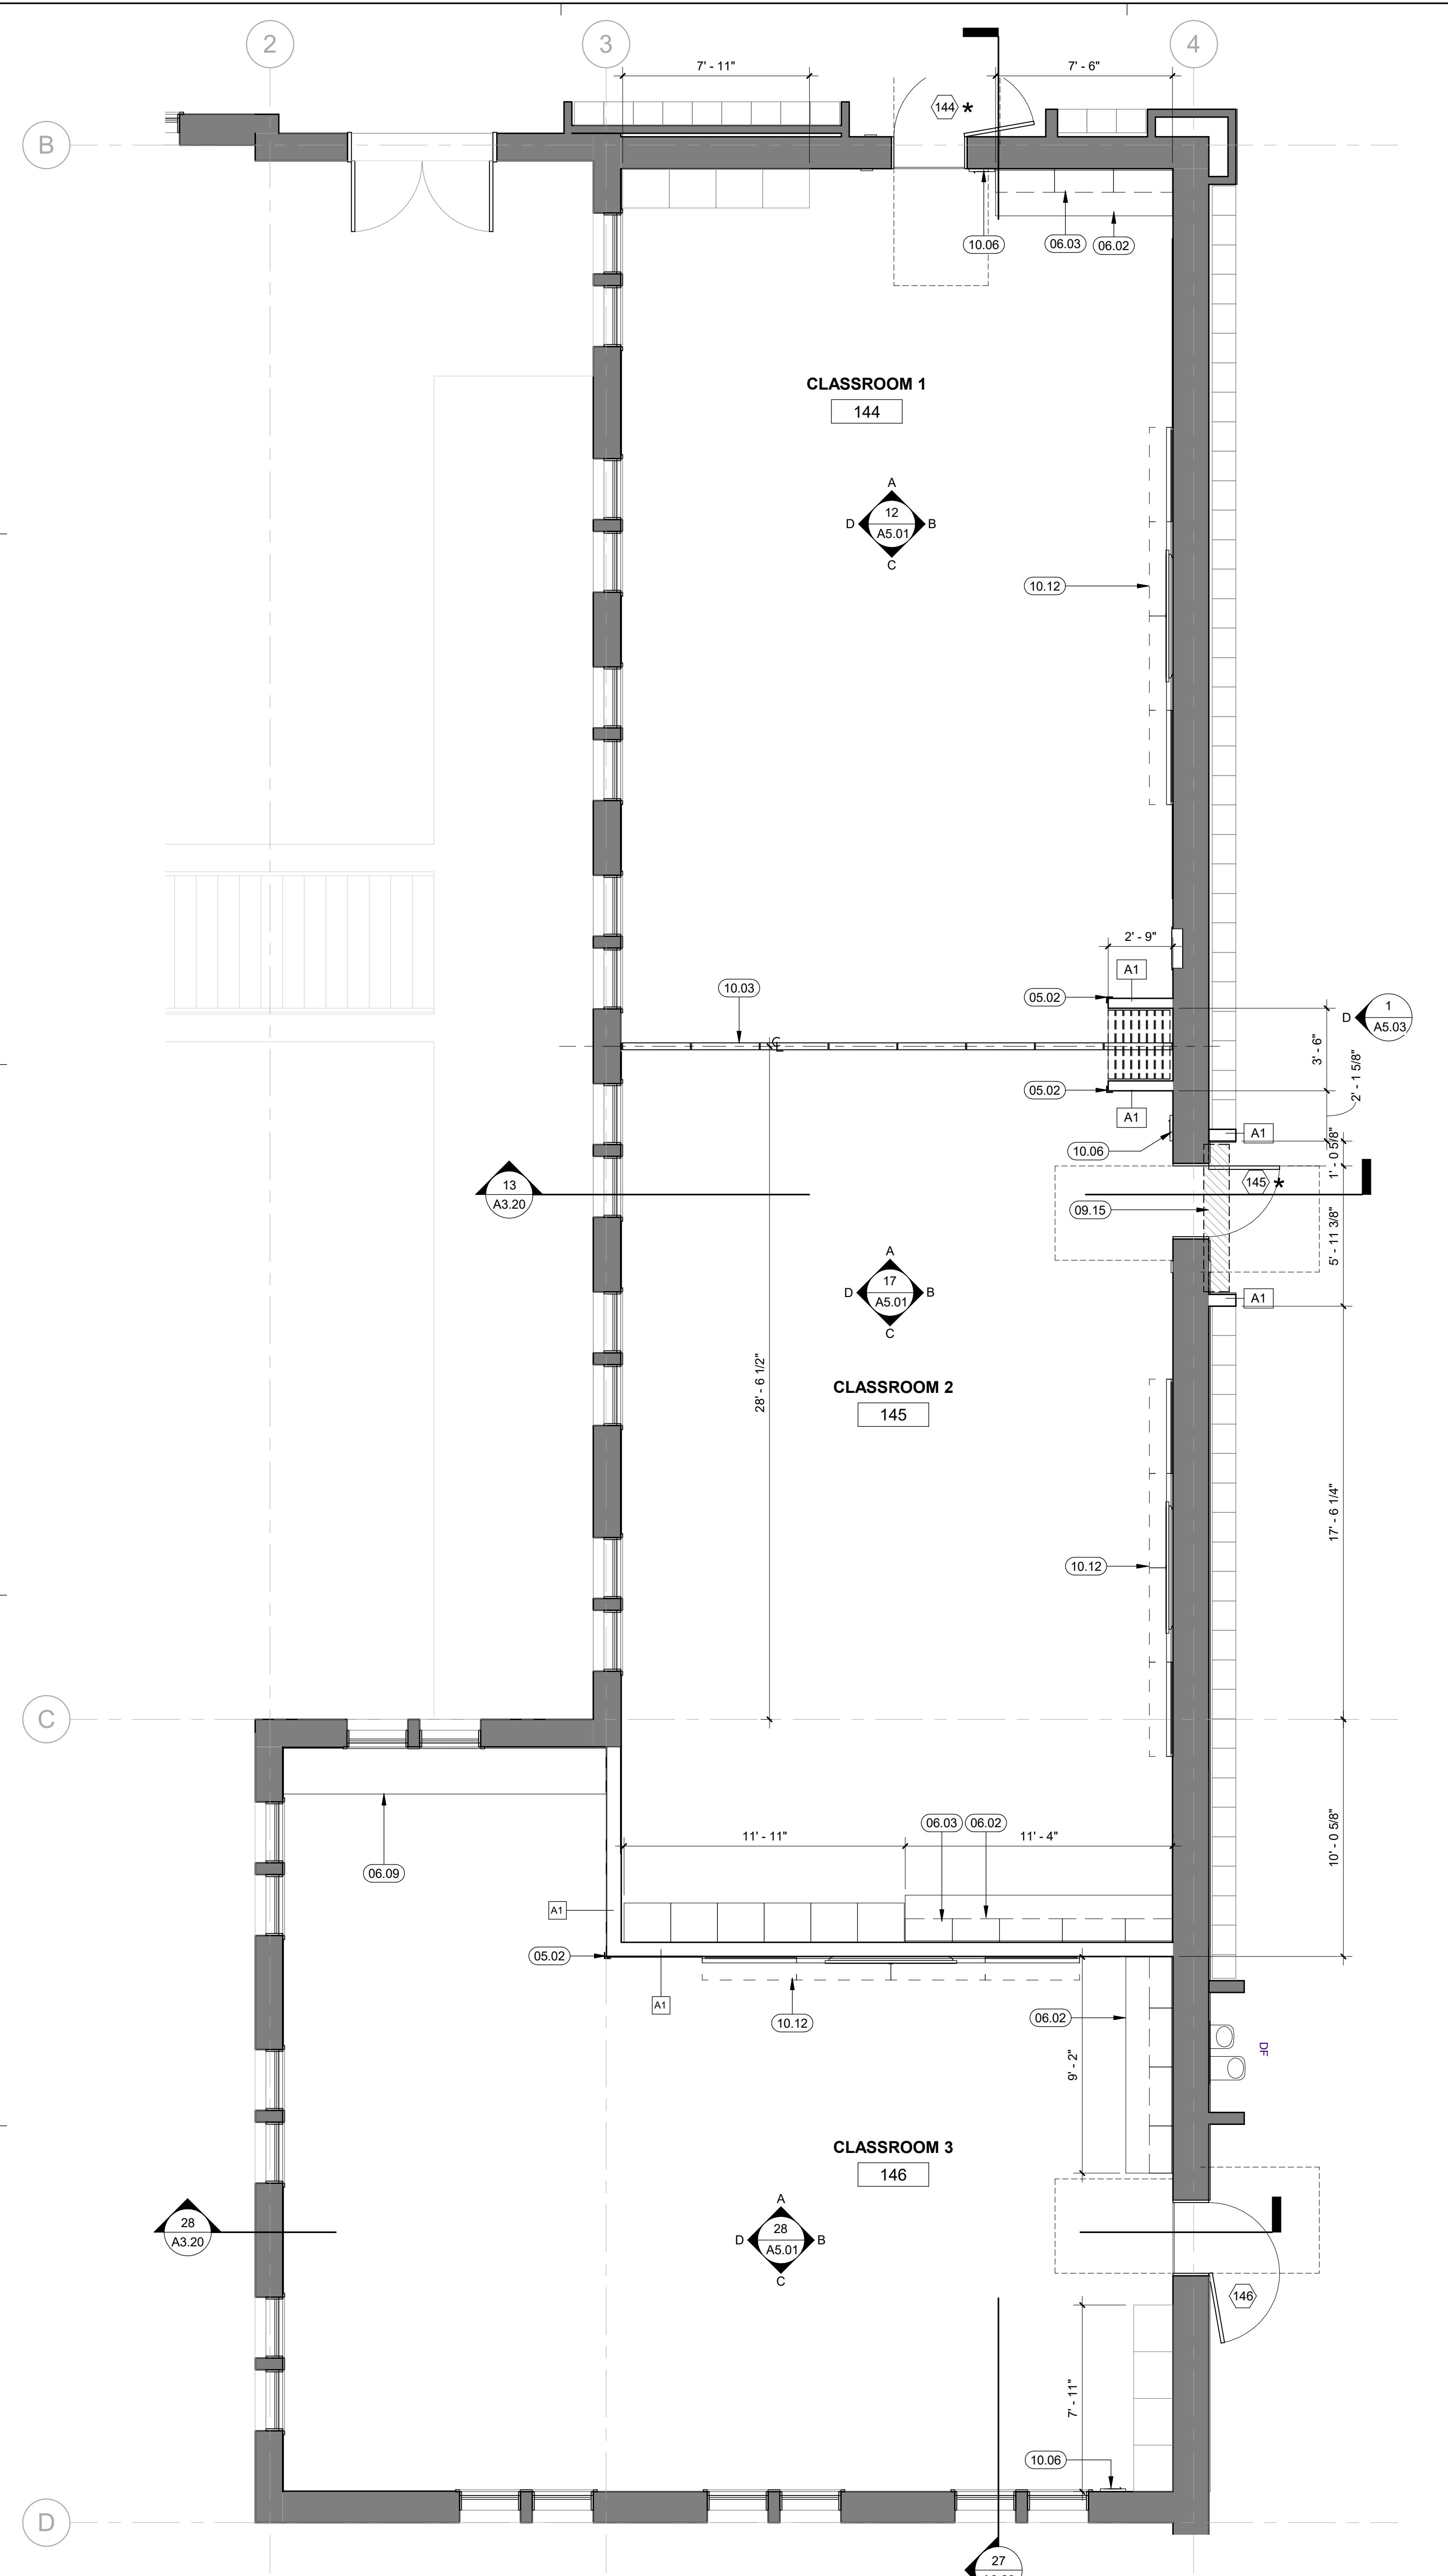 2
3
4
7' - 11"
7' - 6"
144 *
B
10.06
06.03
06.02
CLASSROOM 1
144
A
D
12
B
A5.01
C
10.12
2' - 9"
A1
10.03
05.02
CL
1
D
A5.03
3' - 6"
2' - 1 5/8"
05.02
A1
A1
10.06
1' - 0 5/8"
145 *
13
A3.20
09.15
5' - 11 3/8"
A
D
17
B
A5.01
C
A1
28' - 6 1/2"
CLASSROOM 2
145
17' - 6 1/4"
10.12
C
06.03
06.02
11' - 11"
11' - 4"
10' - 0 5/8"
06.09
A1
05.02
A1
10.12
06.02
9' - 2"
DF
CLASSROOM 3
146
A
28
A3.20
D
28
B
A5.01
C
146
7' - 11"
10.06
D
27